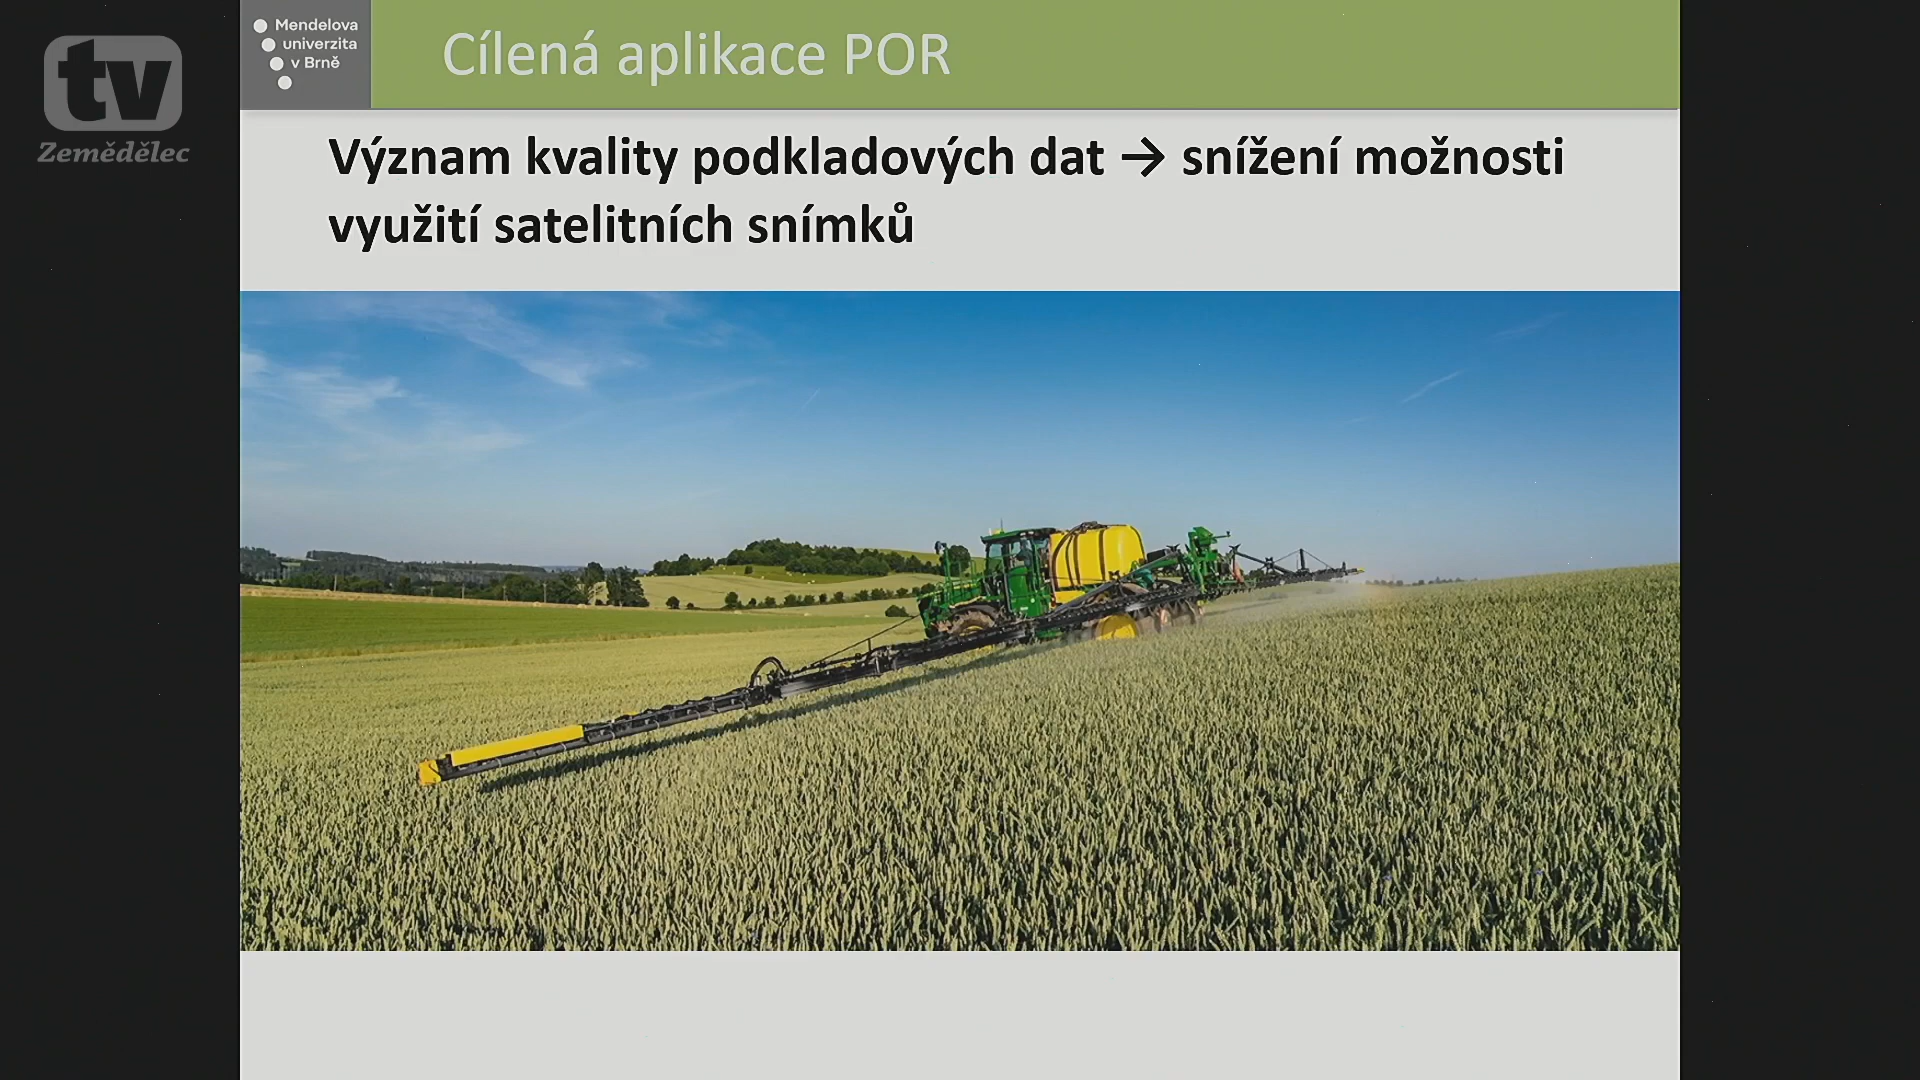 tv
Zemědělec
Mendelova
univerzita
v Brně
Cílená aplikace POR
Význam kvality podkladových dat → snížení možnosti
využití satelitních snímků